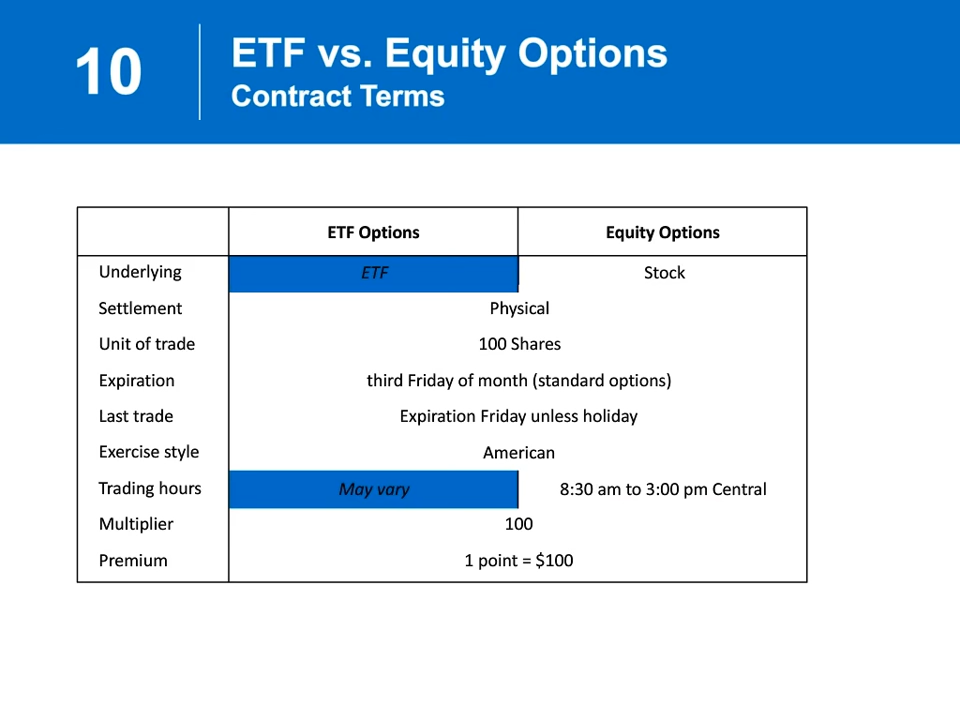 10
ETF vs. Equity Options
Contract Terms
ETF Options Equity Options
Underlying ETF Stock
Settlement Physical
Unit of trade 100 Shares
Expiration third Friday of month (standard options)
Last trade Expiration Friday unless holiday
Exercise style American
Trading hours May vary 8:30 am to 3:00 pm Central
Multiplier 100
Premium 1 point = $100